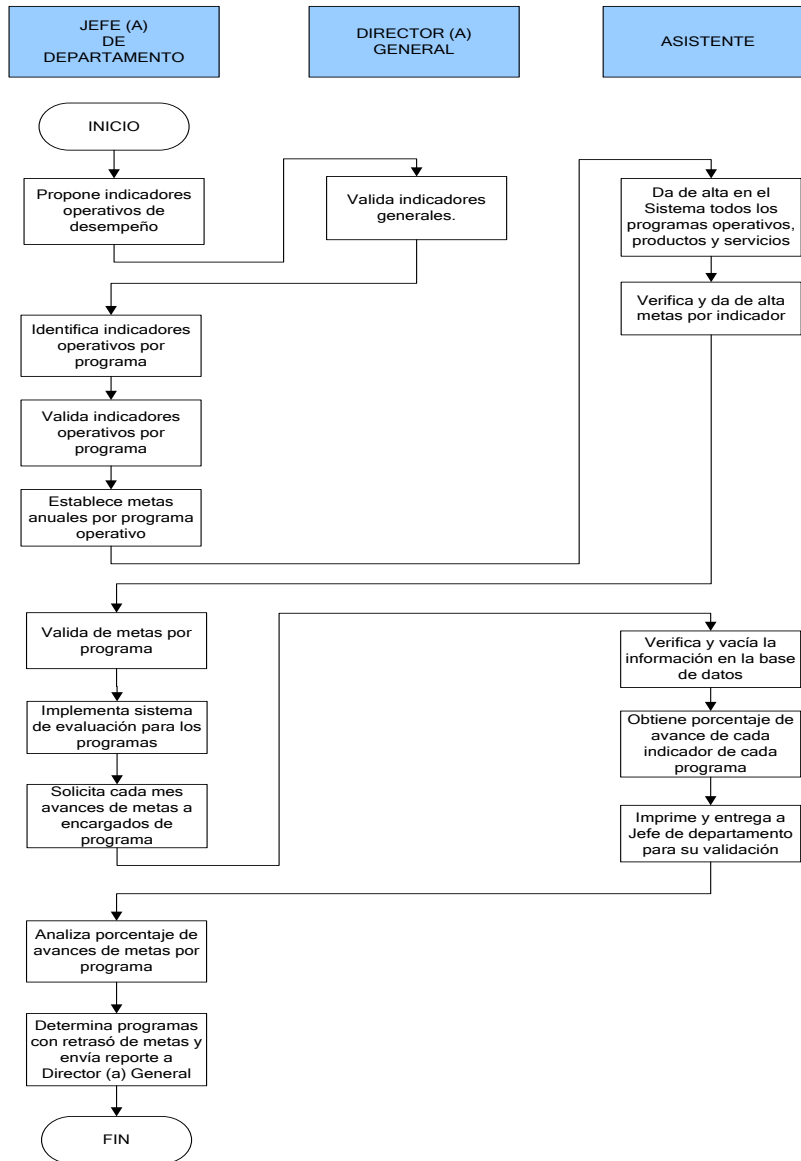 JEFE (A)
DE
DEPARTAMENTO
DIRECTOR (A)
GENERAL
ASISTENTE
INICIO
Propone indicadores
operativos de
desempeño
Valida indicadores
generales.
Da de alta en el
Sistema todos los
programas operativos,
productos y servicios
Verifica y da de alta
metas por indicador
Identifica indicadores
operativos por
programa
Valida indicadores
operativos por
programa
Establece metas
anuales por programa
operativo
Valida de metas por
programa
Implementa sistema
de evaluación para los
programas
Solicita cada mes
avances de metas a
encargados de
programa
Verifica y vacía la
información en la base
de datos
Obtiene porcentaje de
avance de cada
indicador de cada
programa
Imprime y entrega a
Jefe de departamento
para su validación
Analiza porcentaje de
avances de metas por
programa
Determina programas
con retrasó de metas y
envía reporte a
Director (a) General
FIN